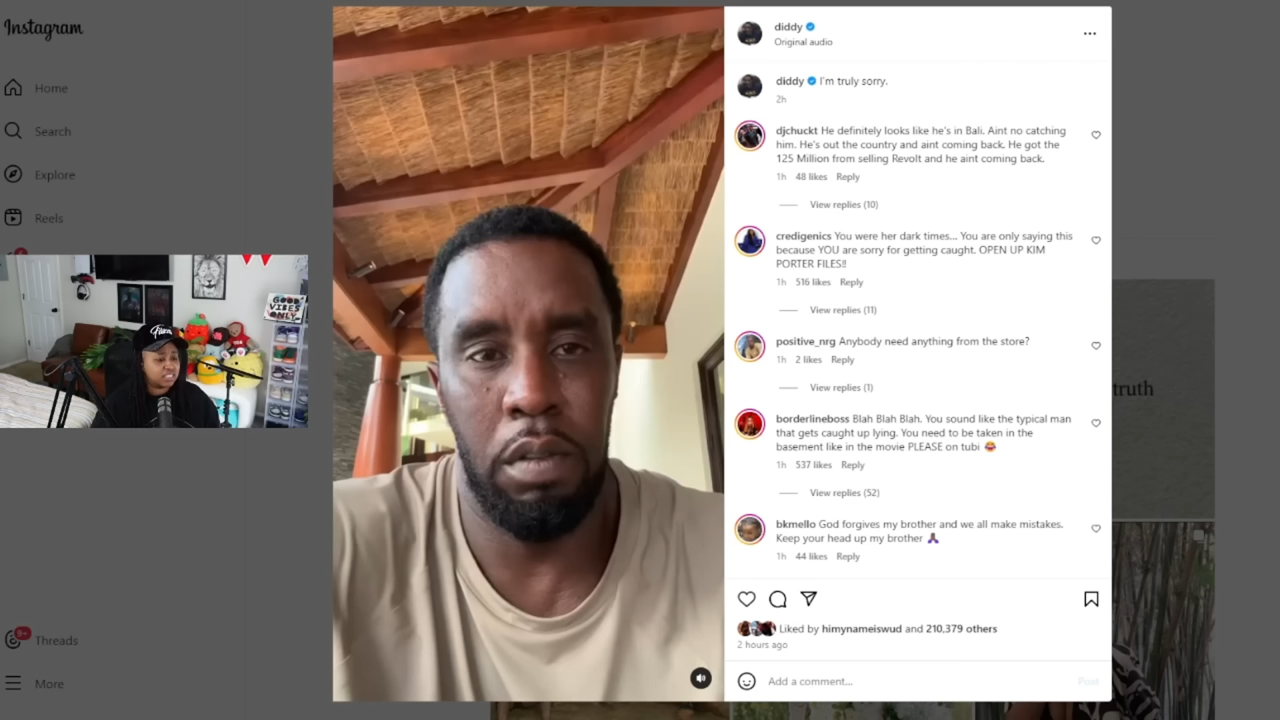 Instagram
Home
Search
Explore
Reels
GOOD
VIBES
ONLY
9+
Threads
More
diddy
Original audio
diddy I'm truly sorry.
2h
djchuckt He definitely looks like he's in Bali. Aint no catching
him. He's out the country and aint coming back. He got the
125 Million from selling Revolt and he aint coming back.
1h 48 likes Reply
View replies (10)
credigenics You were her dark times... You are only saying this
because YOU are sorry for getting caught. OPEN UP KIM
PORTER FILES!!
1h 516 likes Reply
View replies (11)
positive_nrg Anybody need anything from the store?
1h 2 likes Reply
View replies (1)
borderlineboss Blah Blah Blah. You sound like the typical man
that gets caught up lying. You need to be taken in the
basement like in the movie PLEASE on tubi 😂
1h 537 likes Reply
View replies (52)
bkmello God forgives my brother and we all make mistakes.
Keep your head up my brother 🙏🏾
1h 44 likes Reply
Liked by himynameiswud and 210,379 others
2 hours ago
Add a comment...
Post
truth